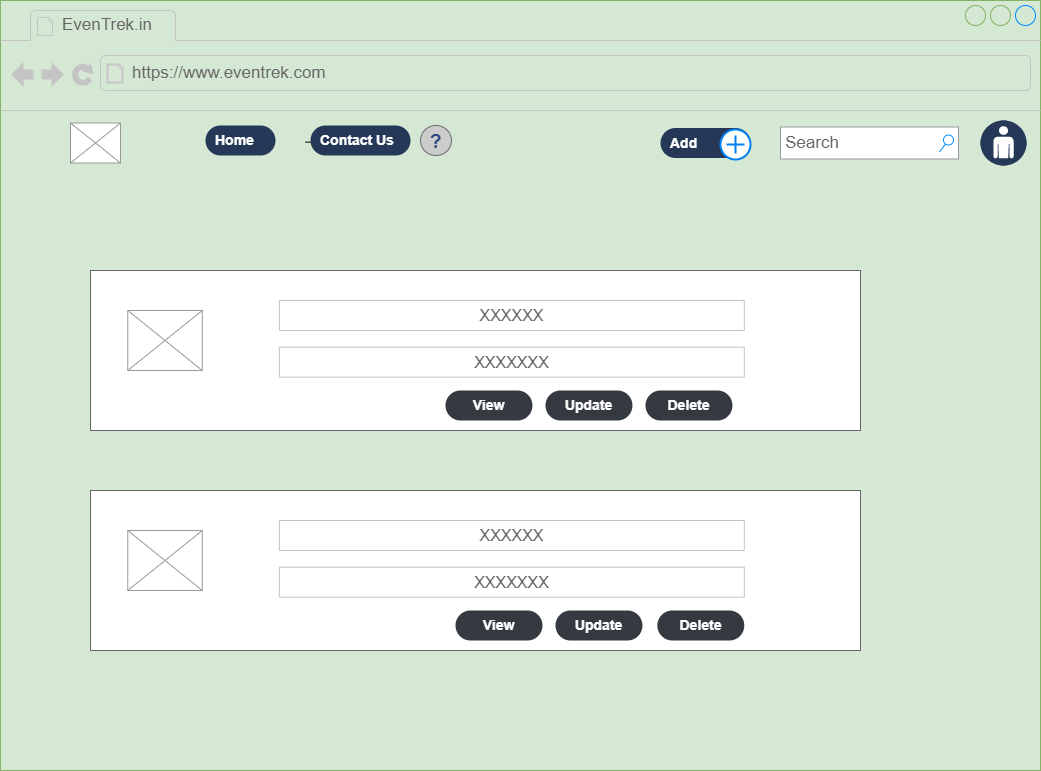 EvenTrek.in
https://www.eventrek.com
Home
Contact Us
?
Add
Search
XXXXXX
XXXXXXX
View
Update
Delete
XXXXXX
XXXXXXX
View
Update
Delete